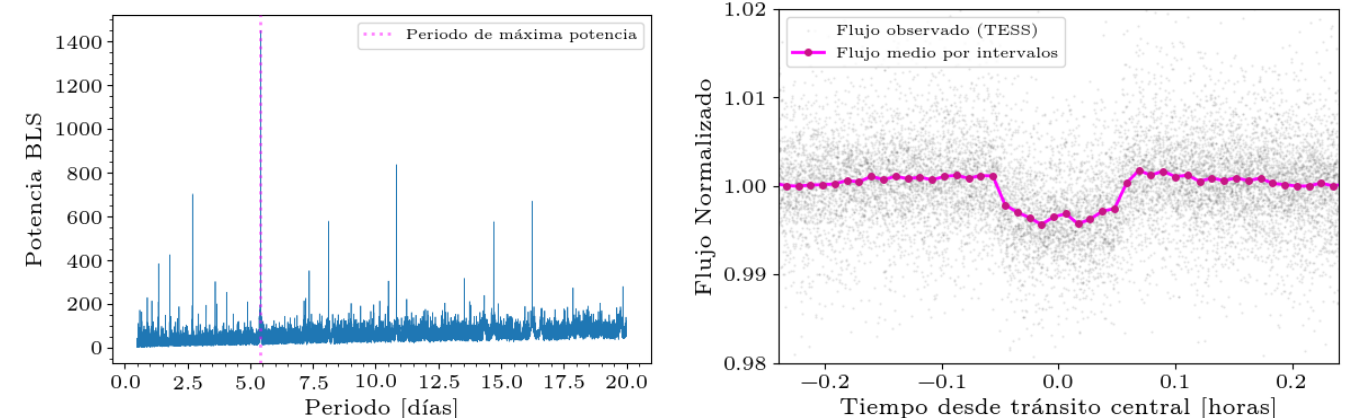 Potencia BLS
1400
1200
1000
800
600
400
200
0
Periodo de máxima potencia
0.0 2.5 5.0 7.5 10.0 12.5 15.0 17.5 20.0
Periodo [días]
Flujo Normalizado
1.02
1.01
1.00
0.99
0.98
Flujo observado (TESS)
Flujo medio por intervalos
−0.2 −0.1 0.0 0.1 0.2
Tiempo desde tránsito central [horas]